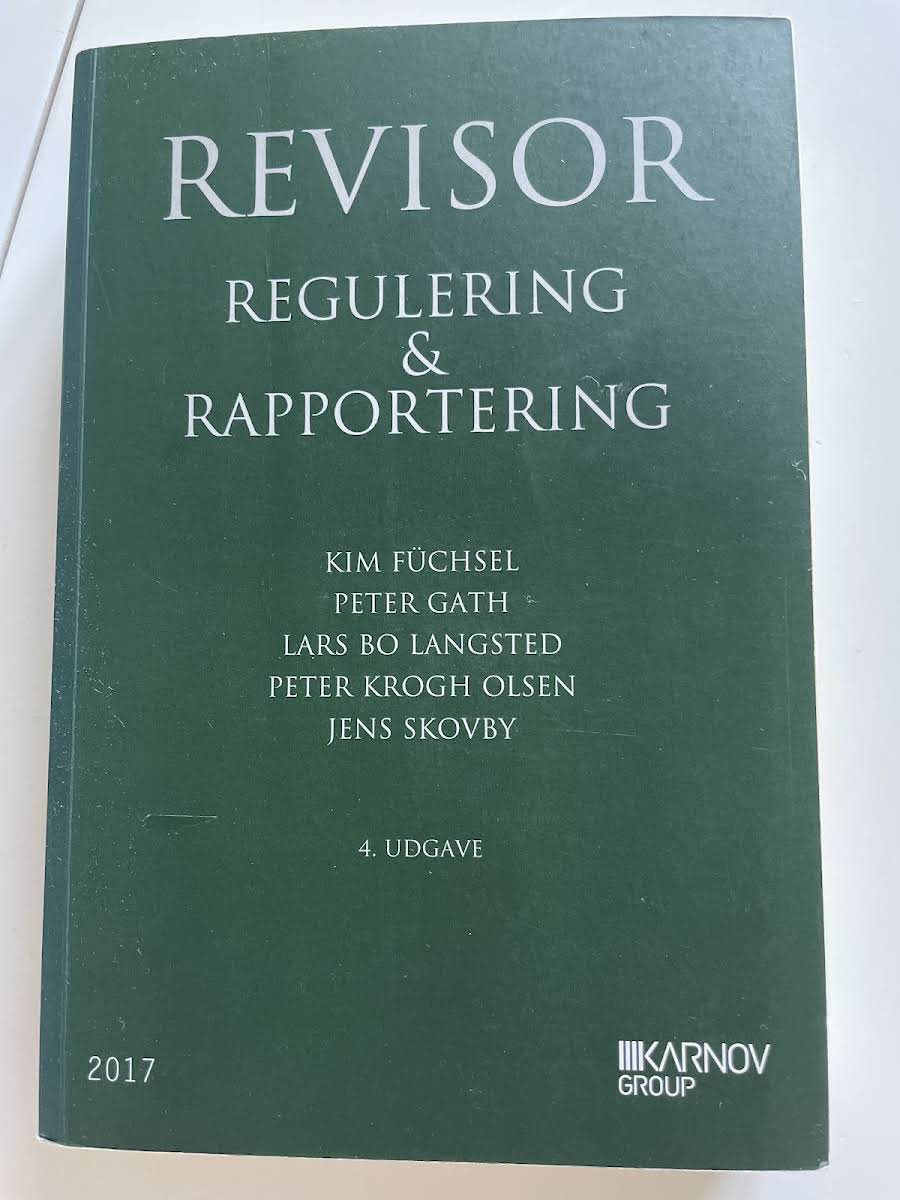 REVISOR
REGULERING
&
RAPPORTERING
KIM FÜCHSEL
PETER GATH
LARS BO LANGSTED
PETER KROGH OLSEN
JENS SKOVBY
4. UDGAVE
2017
KARNOV
GROUP